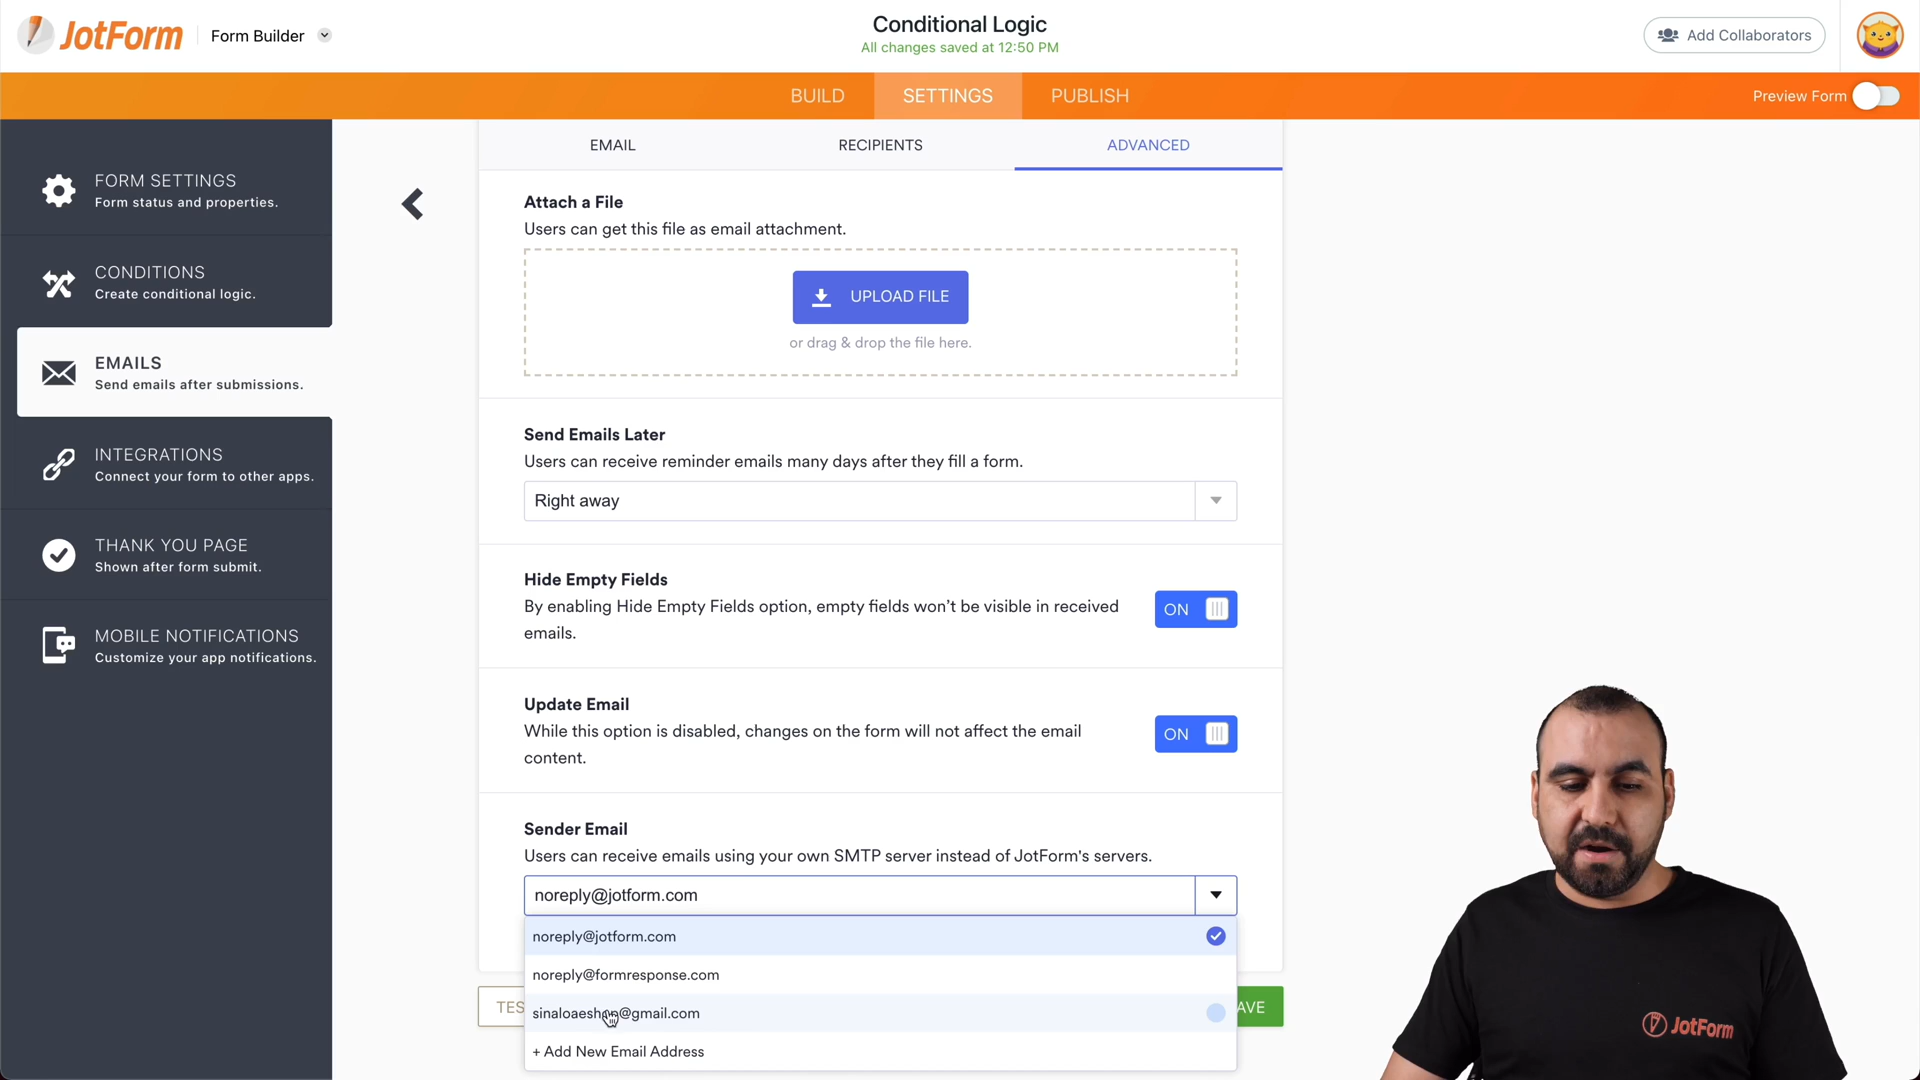 JotForm
Form Builder
Conditional Logic
All changes saved at 12:50 PM
Add Collaborators
BUILD
SETTINGS
PUBLISH
Preview Form
FORM SETTINGS
Form status and properties.
CONDITIONS
Create conditional logic.
EMAILS
Send emails after submissions.
INTEGRATIONS
Connect your form to other apps.
THANK YOU PAGE
Shown after form submit.
MOBILE NOTIFICATIONS
Customize your app notifications.
EMAIL
RECIPIENTS
ADVANCED
Attach a File
Users can get this file as email attachment.
UPLOAD FILE
or drag & drop the file here.
Send Emails Later
Users can receive reminder emails many days after they fill a form.
Right away
Hide Empty Fields
By enabling Hide Empty Fields option, empty fields won't be visible in received
emails.
ON
Update Email
While this option is disabled, changes on the form will not affect the email
content.
ON
Sender Email
Users can receive emails using your own SMTP server instead of JotForm's servers.
noreply@jotform.com
noreply@jotform.com
noreply@formresponse.com
TES
AVE
+ Add New Email Address
JotForm